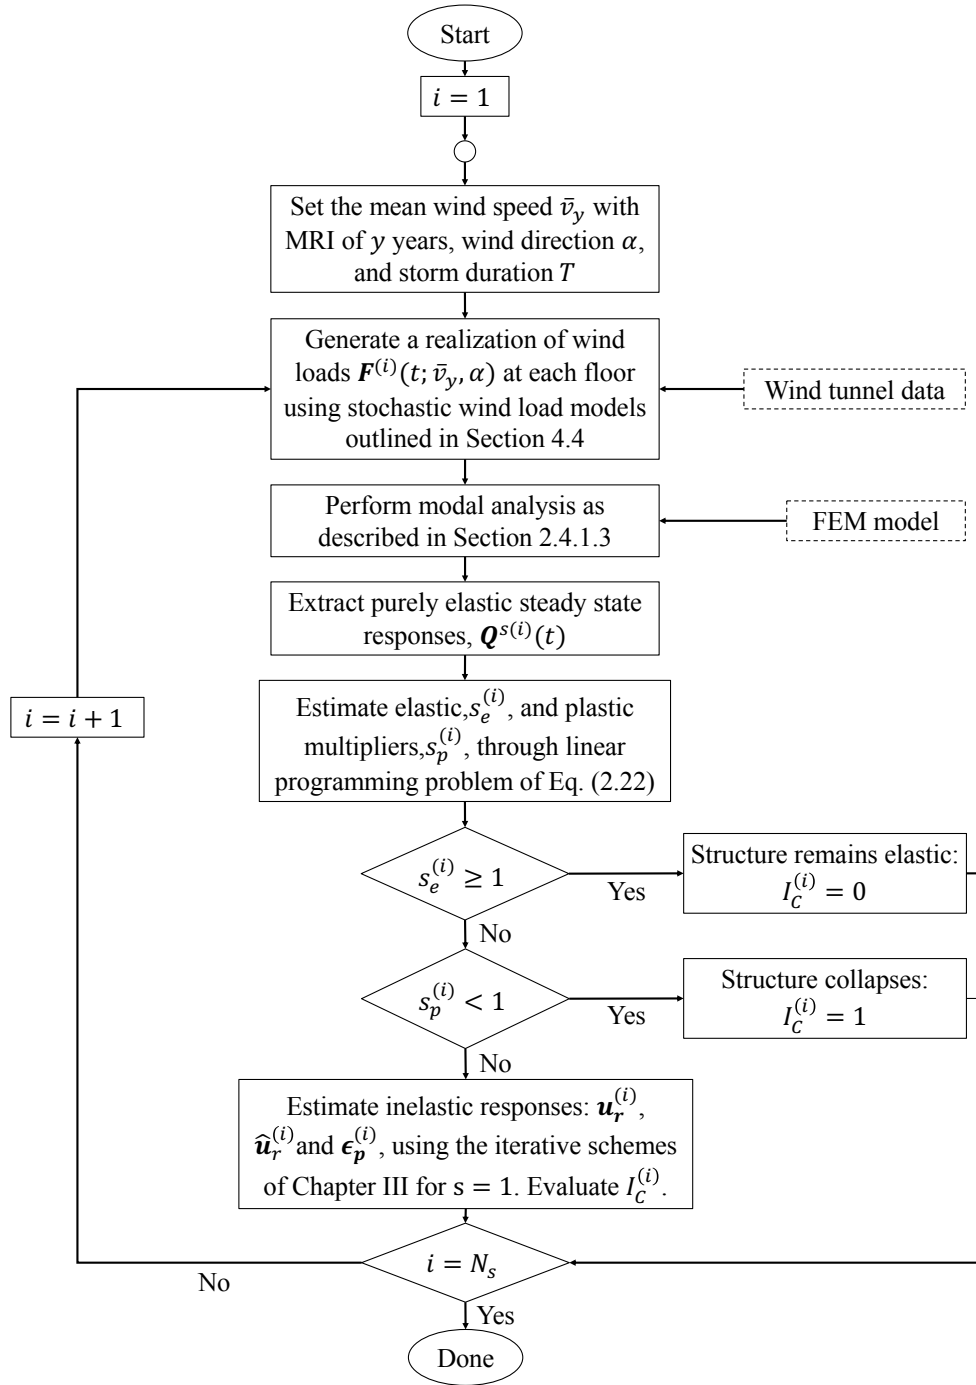 Start
i = 1
Set the mean wind speed v̄_y with
MRI of y years, wind direction α,
and storm duration T
Generate a realization of wind
loads F^(i)(t; v̄_y, α) at each floor
using stochastic wind load models
outlined in Section 4.4
Wind tunnel data
Perform modal analysis as
described in Section 2.4.1.3
FEM model
Extract purely elastic steady state
responses, Q^s(i)(t)
i = i + 1
Estimate elastic,s_e^(i), and plastic
multipliers,s_p^(i), through linear
programming problem of Eq. (2.22)
s_e^(i) ≥ 1
Yes
Structure remains elastic:
I_C^(i) = 0
No
s_p^(i) < 1
Yes
Structure collapses:
I_C^(i) = 1
No
Estimate inelastic responses: u_r^(i),
û_r^(i) and ϵ_p^(i), using the iterative schemes
of Chapter III for s = 1. Evaluate I_C^(i).
i = N_s
No
Yes
Done